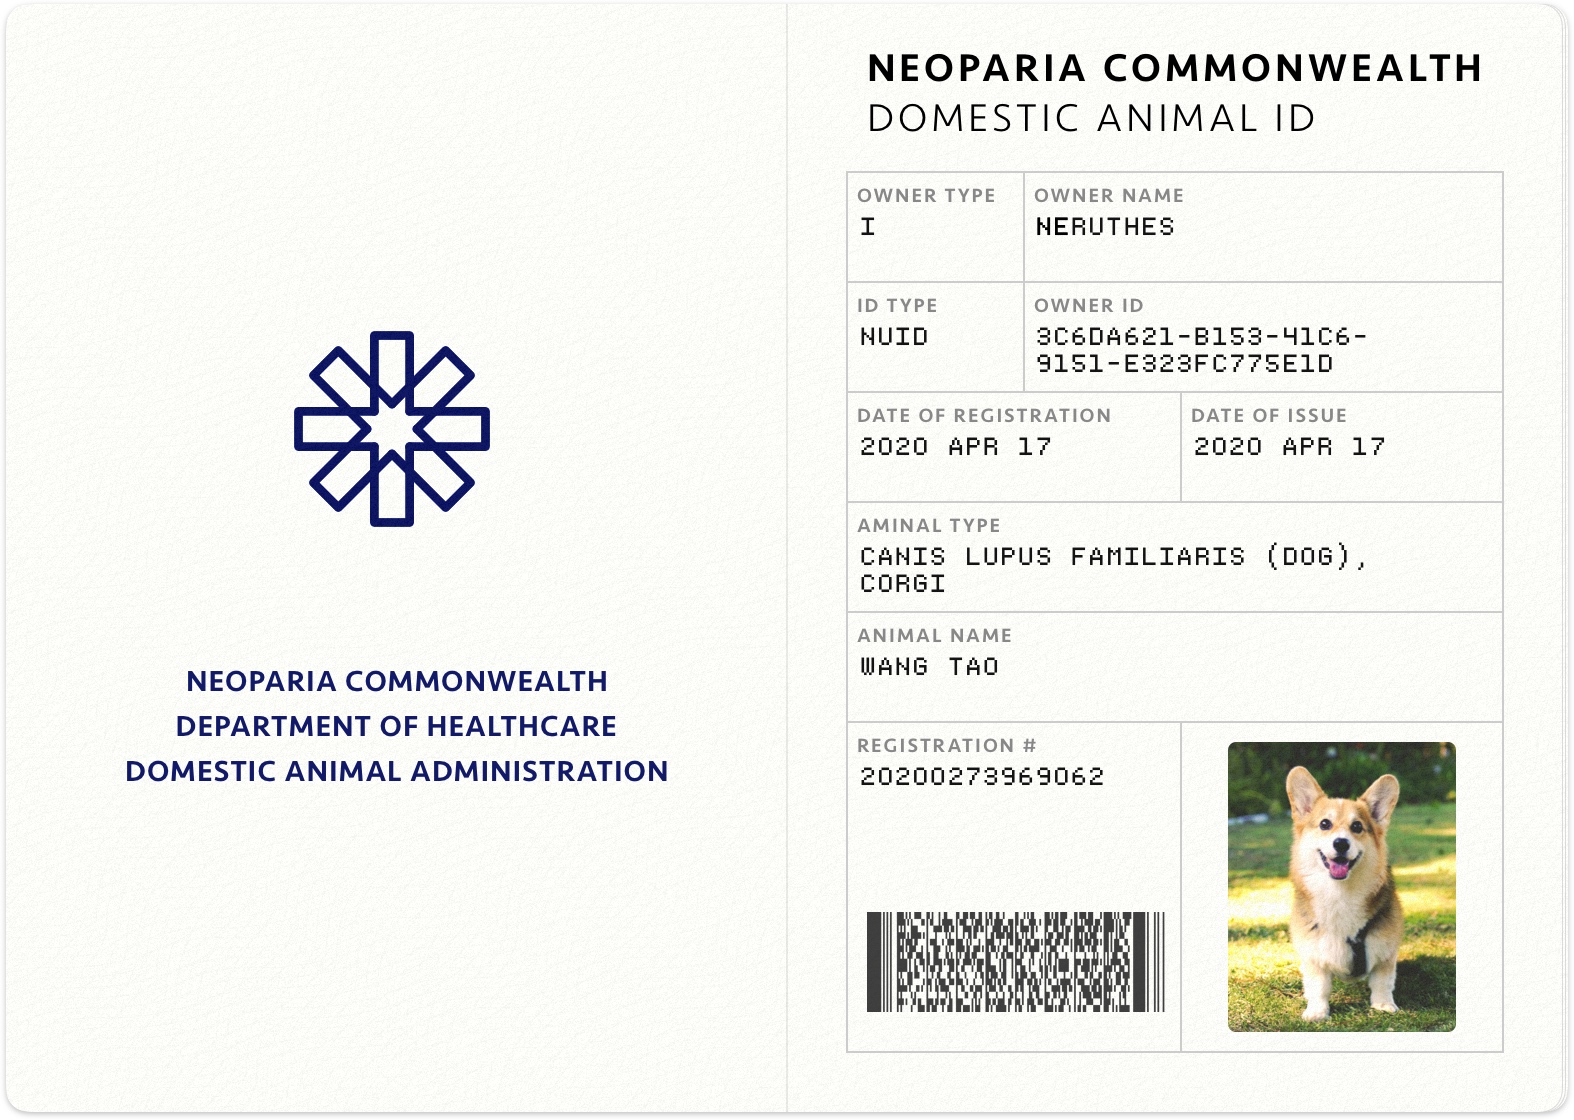 NEOPARIA COMMONWEALTH
DEPARTMENT OF HEALTHCARE
DOMESTIC ANIMAL ADMINISTRATION
NEOPARIA COMMONWEALTH
DOMESTIC ANIMAL ID
OWNER TYPE
I
OWNER NAME
NERUTHES
ID TYPE
NUID
OWNER ID
3C6DA621-B153-41C6-
9151-E323FC775E1D
DATE OF REGISTRATION
2020 APR 17
DATE OF ISSUE
2020 APR 17
AMINAL TYPE
CANIS LUPUS FAMILIARIS (DOG),
CORGI
ANIMAL NAME
WANG TAO
REGISTRATION #
20200273969062